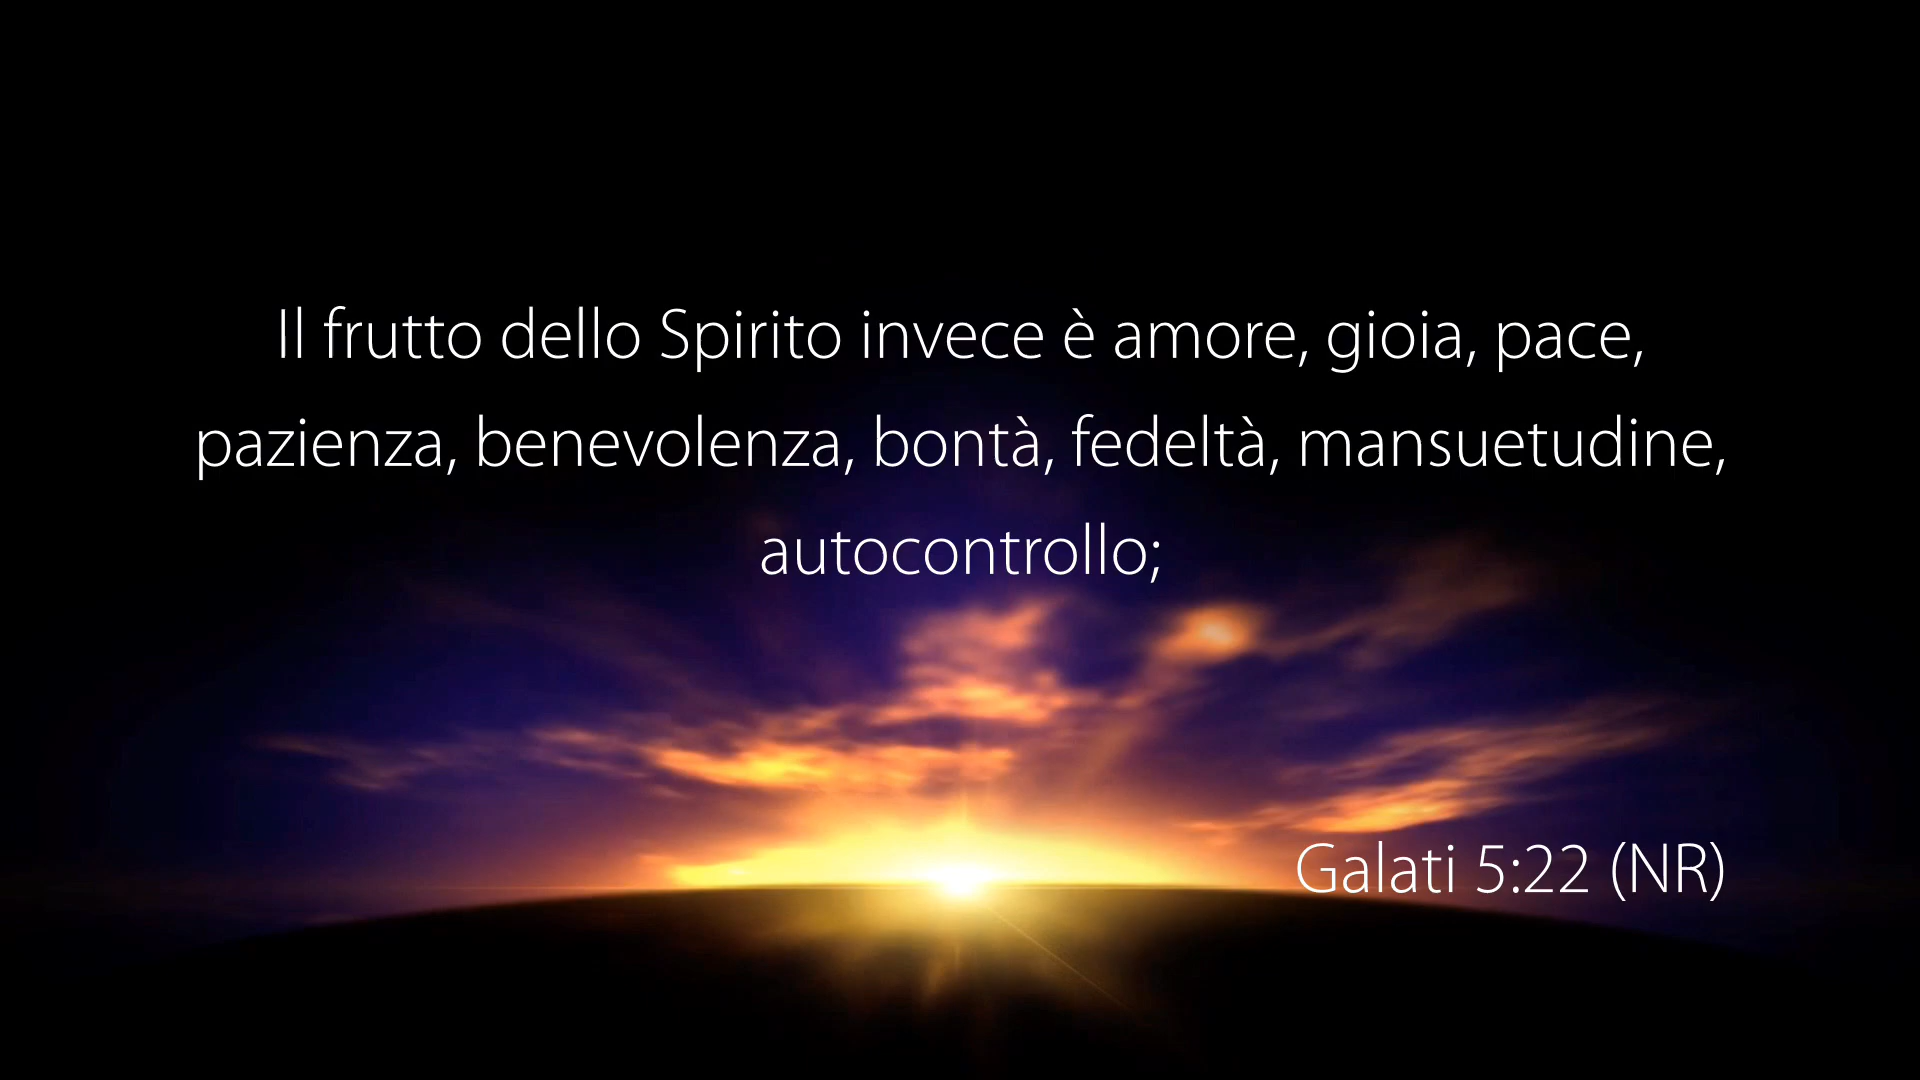 Il frutto dello Spirito invece è amore, gioia, pace,
pazienza, benevolenza, bontà, fedeltà, mansuetudine,
autocontrollo;
Galati 5:22 (NR)